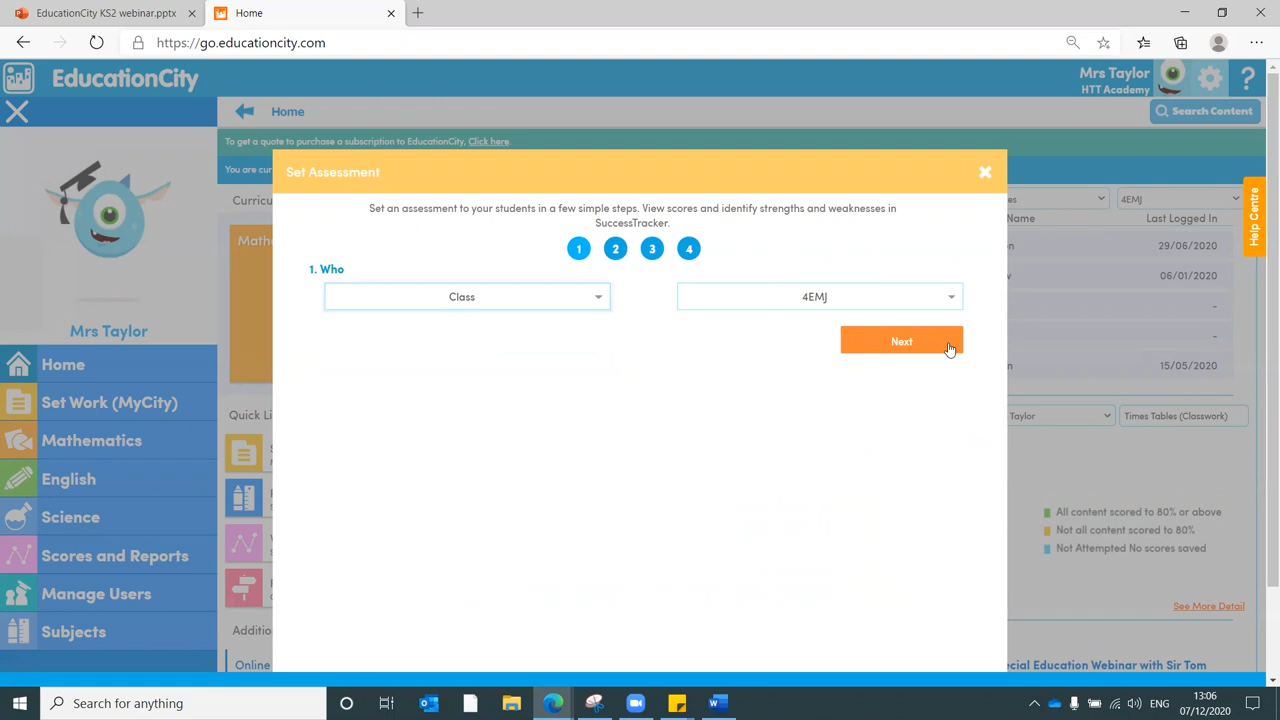 EducationCity KS2 webinar.pptx
Home
https://go.educationcity.com
EducationCity
Mrs Taylor
HTT Academy
?
Home
Search Content
To get a quote to purchase a subscription to EducationCity, Click here.
You are cur
Set Assessment
Set an assessment to your students in a few simple steps. View scores and identify strengths and weaknesses in
SuccessTracker.
1 2 3 4
1. Who
Class
4EMJ
Next
Mrs Taylor
Home
Set Work (MyCity)
Mathematics
English
Science
Scores and Reports
Manage Users
Subjects
Curricu
Mathe
Quick Li
Additio
Online
es
4EMJ
Name
Last Logged In
on
29/06/2020
w
06/01/2020
-
-
n
15/05/2020
Taylor
Times Tables (Classwork)
All content scored to 80% or above
Not all content scored to 80%
Not Attempted No scores saved
See More Detail
ecial Education Webinar with Sir Tom
Help Centre
Search for anything
ENG
13:06
07/12/2020